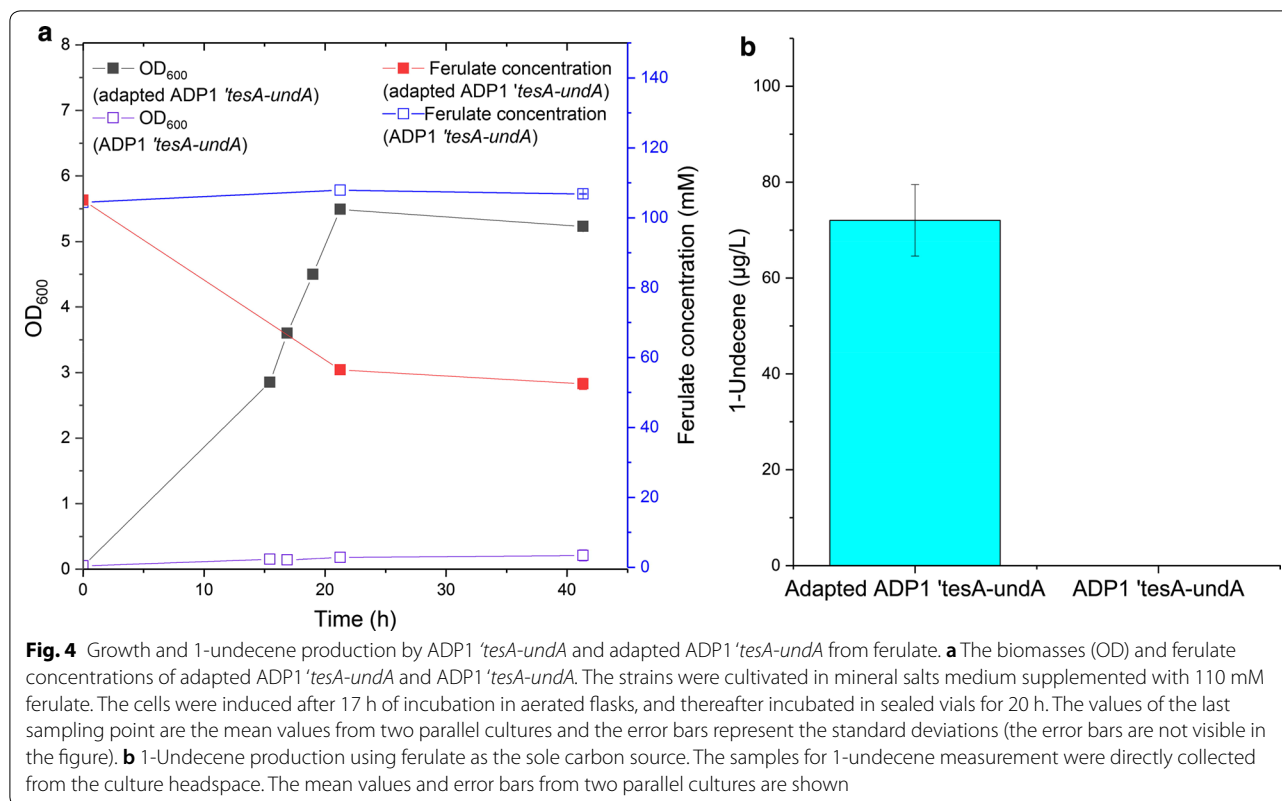 a
8
7
6
5
4
3
2
1
0
OD600
OD600
(adapted ADP1 'tesA-undA)
OD600
(ADP1 'tesA-undA)
Ferulate concentration
(adapted ADP1 'tesA-undA)
Ferulate concentration
(ADP1 'tesA-undA)
140
120
100
80
60
40
20
0
Ferulate concentration (mM)
0 10 20 30 40
Time (h)
b
100
80
60
40
20
0
1-Undecene (µg/L)
Adapted ADP1 'tesA-undA ADP1 'tesA-undA
Fig. 4 Growth and 1-undecene production by ADP1 'tesA-undA and adapted ADP1 'tesA-undA from ferulate. a The biomasses (OD) and ferulate
concentrations of adapted ADP1 'tesA-undA and ADP1 'tesA-undA. The strains were cultivated in mineral salts medium supplemented with 110 mM
ferulate. The cells were induced after 17 h of incubation in aerated flasks, and thereafter incubated in sealed vials for 20 h. The values of the last
sampling point are the mean values from two parallel cultures and the error bars represent the standard deviations (the error bars are not visible in
the figure). b 1-Undecene production using ferulate as the sole carbon source. The samples for 1-undecene measurement were directly collected
from the culture headspace. The mean values and error bars from two parallel cultures are shown